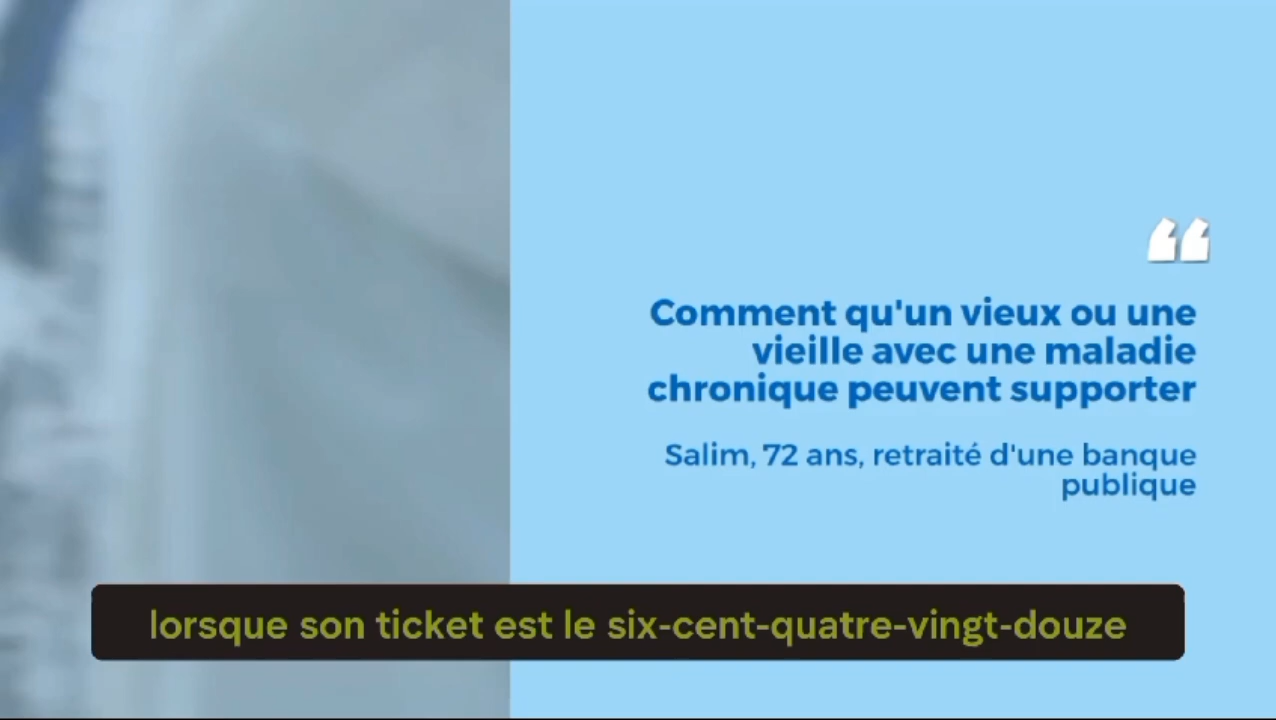 “
Comment qu'un vieux ou une
vieille avec une maladie
chronique peuvent supporter
Salim, 72 ans, retraité d'une banque
publique
lorsque son ticket est le six-cent-quatre-vingt-douze